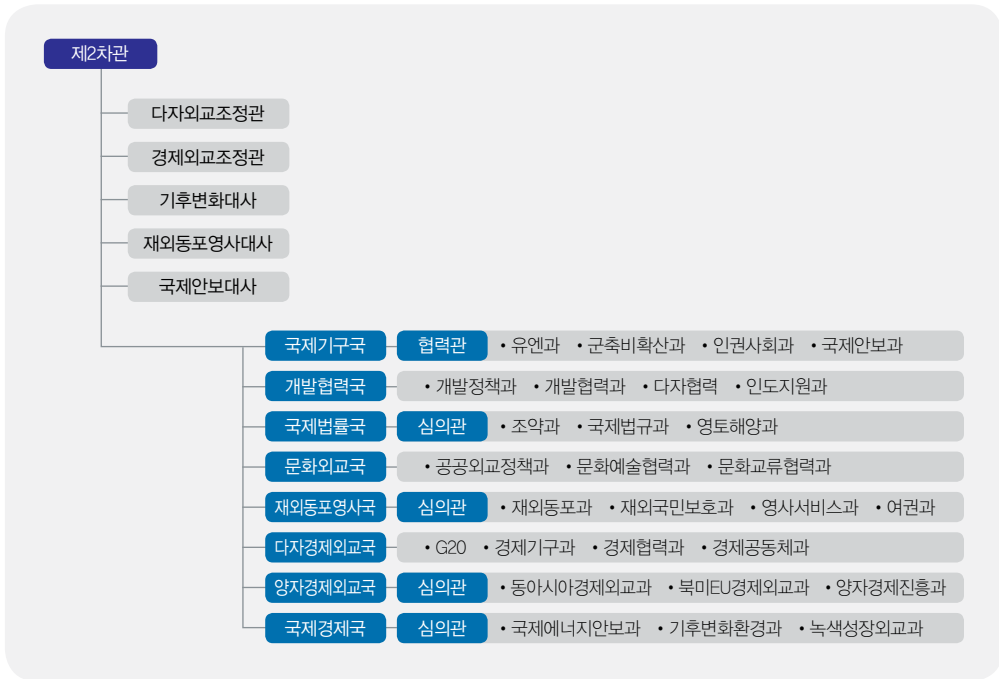 제2차관
다자외교조정관
경제외교조정관
기후변화대사
재외동포영사대사
국제안보대사
국제기구국 협력관 • 유엔과 • 군축비확산과 • 인권사회과 • 국제안보과
개발협력국 • 개발정책과 • 개발협력과 • 다자협력 • 인도지원과
국제법률국 심의관 • 조약과 • 국제법규과 • 영토해양과
문화외교국 • 공공외교정책과 • 문화예술협력과 • 문화교류협력과
재외동포영사국 심의관 • 재외동포과 • 재외국민보호과 • 영사서비스과 • 여권과
다자경제외교국 • G20 • 경제기구과 • 경제협력과 • 경제공동체과
양자경제외교국 심의관 • 동아시아경제외교과 • 북미EU경제외교과 • 양자경제진흥과
국제경제국 심의관 • 국제에너지안보과 • 기후변화환경과 • 녹색성장외교과